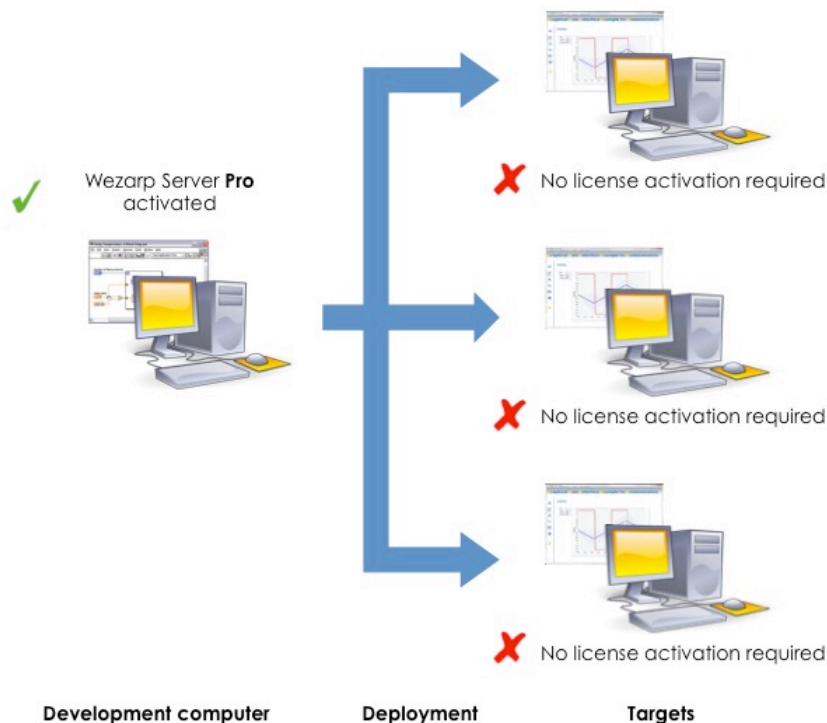 Wezarp Server Pro
activated
No license activation required
No license activation required
No license activation required
Development computer
Deployment
Targets